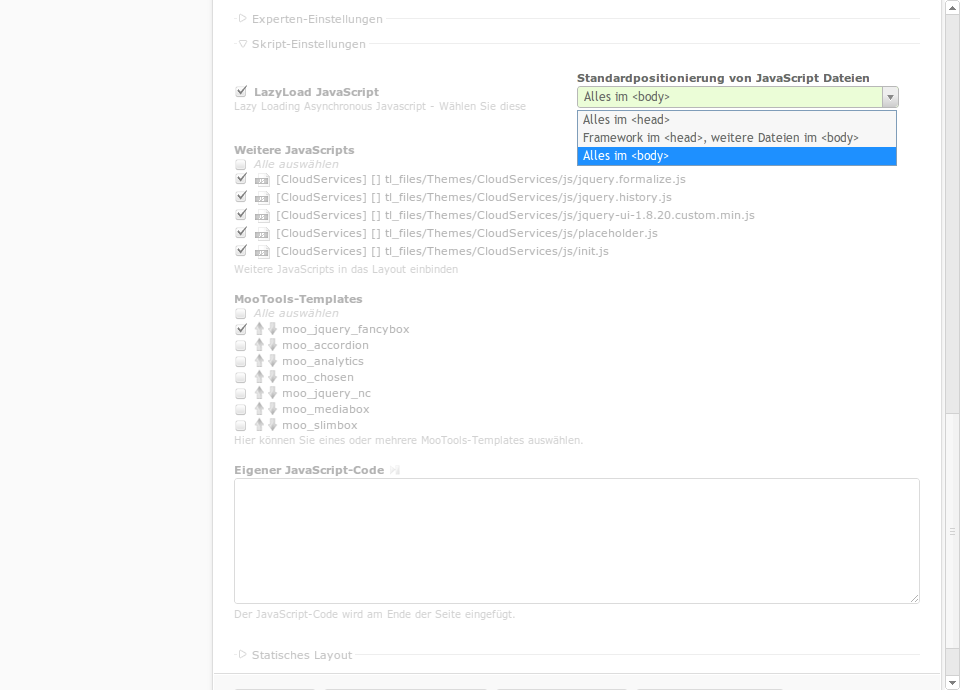 Experten-Einstellungen
Skript-Einstellungen
LazyLoad JavaScript
Lazy Loading Asynchronous Javascript - Wählen Sie diese
Standardpositionierung von JavaScript Dateien
Alles im <body>
Alles im <head>
Framework im <head>, weitere Dateien im <body>
Alles im <body>
Weitere JavaScripts
Alle auswählen
[CloudServices] [] tl_files/Themes/CloudServices/js/jquery.formalize.js
[CloudServices] [] tl_files/Themes/CloudServices/js/jquery.history.js
[CloudServices] [] tl_files/Themes/CloudServices/js/jquery-ui-1.8.20.custom.min.js
[CloudServices] [] tl_files/Themes/CloudServices/js/placeholder.js
[CloudServices] [] tl_files/Themes/CloudServices/js/init.js
Weitere JavaScripts in das Layout einbinden
MooTools-Templates
Alle auswählen
moo_jquery_fancybox
moo_accordion
moo_analytics
moo_chosen
moo_jquery_nc
moo_mediabox
moo_slimbox
Hier können Sie eines oder mehrere MooTools-Templates auswählen.
Eigener JavaScript-Code
Der JavaScript-Code wird am Ende der Seite eingefügt.
Statisches Layout